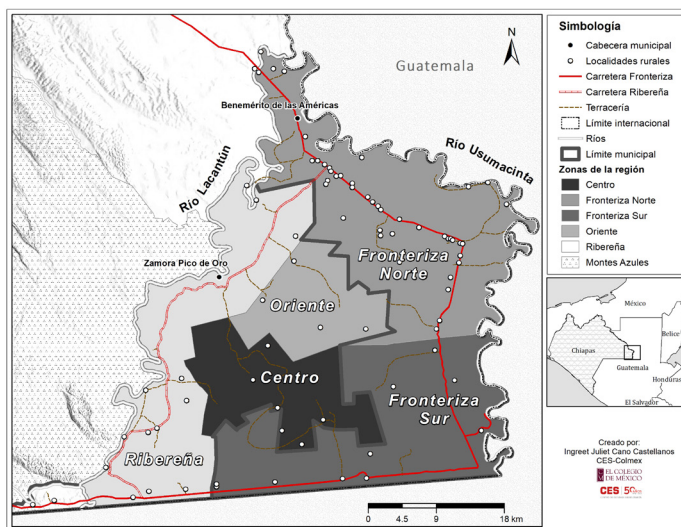 Guatemala
N
Benemérito de las Américas
Río Usumacinta
Río Lacantún
Zamora Pico de Oro
Fronteriza
Norte
Oriente
Centro
Fronteriza
Sur
Ribereña
0 4.5 9 18 km
Simbología
Cabecera municipal
Localidades rurales
Carretera Fronteriza
Carretera Ribereña
Terracería
Límite internacional
Ríos
Límite municipal
Zonas de la región
Centro
Fronteriza Norte
Fronteriza Sur
Oriente
Ribereña
Montes Azules
México
Belice
Chiapas
Guatemala
Honduras
El Salvador
Creado por:
Ingreet Juliet Cano Castellanos
CES-Colmex
EL COLEGIO
DE MÉXICO
CES